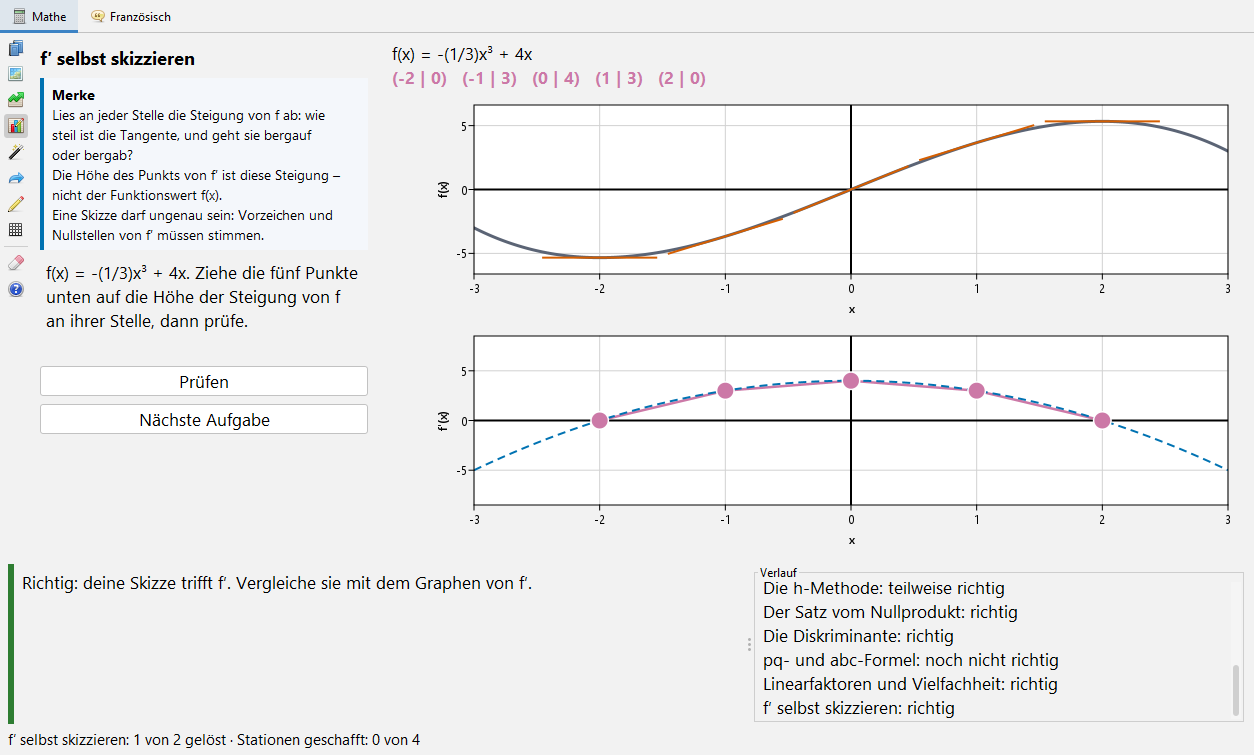 Mathe
Französisch
f′ selbst skizzieren
Merke
Lies an jeder Stelle die Steigung von f ab: wie
steil ist die Tangente, und geht sie bergauf
oder bergab?
Die Höhe des Punkts von f′ ist diese Steigung –
nicht der Funktionswert f(x).
Eine Skizze darf ungenau sein: Vorzeichen und
Nullstellen von f′ müssen stimmen.
f(x) = -(1/3)x³ + 4x. Ziehe die fünf Punkte
unten auf die Höhe der Steigung von f
an ihrer Stelle, dann prüfe.
Prüfen
Nächste Aufgabe
f(x) = -(1/3)x³ + 4x
(-2 | 0) (-1 | 3) (0 | 4) (1 | 3) (2 | 0)
f(x)
5
0
-5
-3 -2 -1 0 1 2 3
x
f′(x)
5
0
-5
-3 -2 -1 0 1 2 3
x
Richtig: deine Skizze trifft f′. Vergleiche sie mit dem Graphen von f′.
Verlauf
Die h-Methode: teilweise richtig
Der Satz vom Nullprodukt: richtig
Die Diskriminante: richtig
pq- und abc-Formel: noch nicht richtig
Linearfaktoren und Vielfachheit: richtig
f′ selbst skizzieren: richtig
f′ selbst skizzieren: 1 von 2 gelöst · Stationen geschafft: 0 von 4